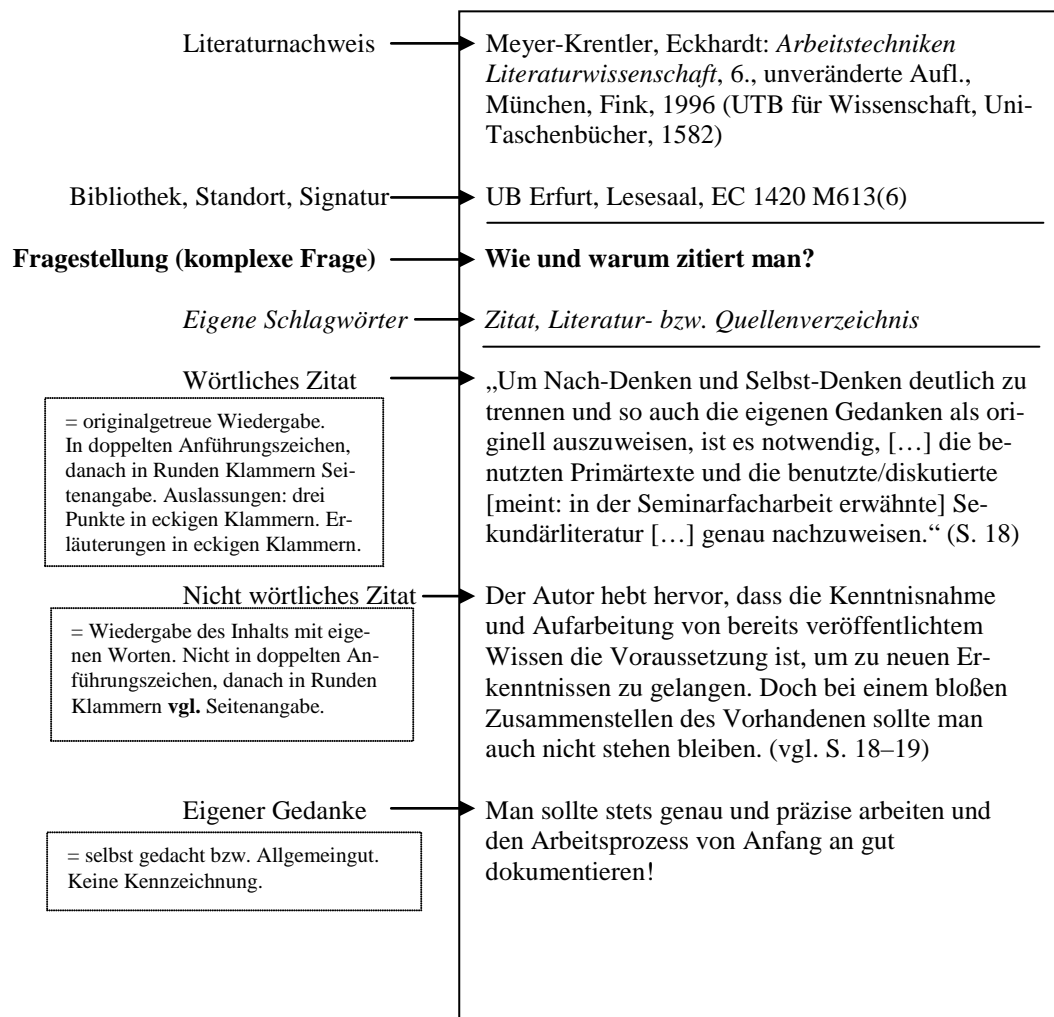 Literaturnachweis
Meyer-Krentler, Eckhardt: Arbeitstechniken
Literaturwissenschaft, 6., unveränderte Aufl.,
München, Fink, 1996 (UTB für Wissenschaft, Uni-
Taschenbücher, 1582)
Bibliothek, Standort, Signatur
UB Erfurt, Lesesaal, EC 1420 M613(6)
Fragestellung (komplexe Frage)
Wie und warum zitiert man?
Eigene Schlagwörter
Zitat, Literatur- bzw. Quellenverzeichnis
Wörtliches Zitat
= originalgetreue Wiedergabe.
In doppelten Anführungszeichen,
danach in Runden Klammern Sei-
tenangabe. Auslassungen: drei
Punkte in eckigen Klammern. Er-
läuterungen in eckigen Klammern.
„Um Nach-Denken und Selbst-Denken deutlich zu
trennen und so auch die eigenen Gedanken als ori-
ginell auszuweisen, ist es notwendig, […] die be-
nutzten Primärtexte und die benutzte/diskutierte
[meint: in der Seminarfacharbeit erwähnte] Se-
kundärliteratur […] genau nachzuweisen.“ (S. 18)
Nicht wörtliches Zitat
= Wiedergabe des Inhalts mit eige-
nen Worten. Nicht in doppelten An-
führungszeichen, danach in Runden
Klammern vgl. Seitenangabe.
Der Autor hebt hervor, dass die Kenntnisnahme
und Aufarbeitung von bereits veröffentlichtem
Wissen die Voraussetzung ist, um zu neuen Er-
kenntnissen zu gelangen. Doch bei einem bloßen
Zusammenstellen des Vorhandenen sollte man
auch nicht stehen bleiben. (vgl. S. 18–19)
Eigener Gedanke
= selbst gedacht bzw. Allgemeingut.
Keine Kennzeichnung.
Man sollte stets genau und präzise arbeiten und
den Arbeitsprozess von Anfang an gut
dokumentieren!